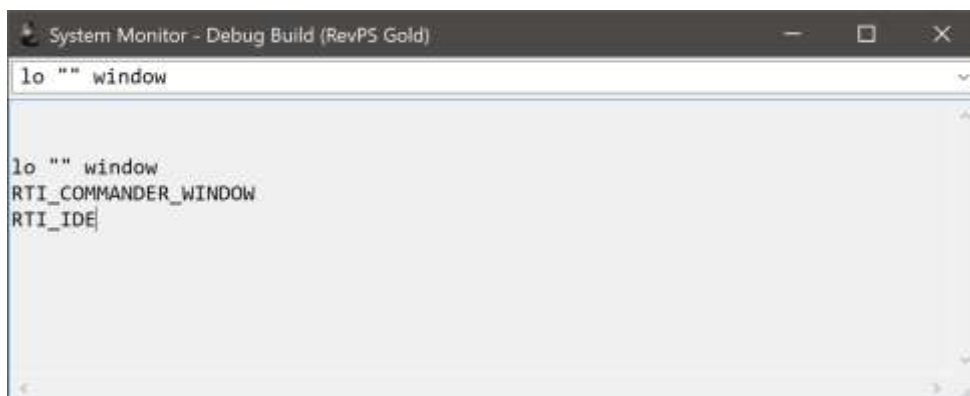 System Monitor - Debug Build (RevPS Gold)
lo "" window
lo "" window
RTI_COMMANDER_WINDOW
RTI_IDE